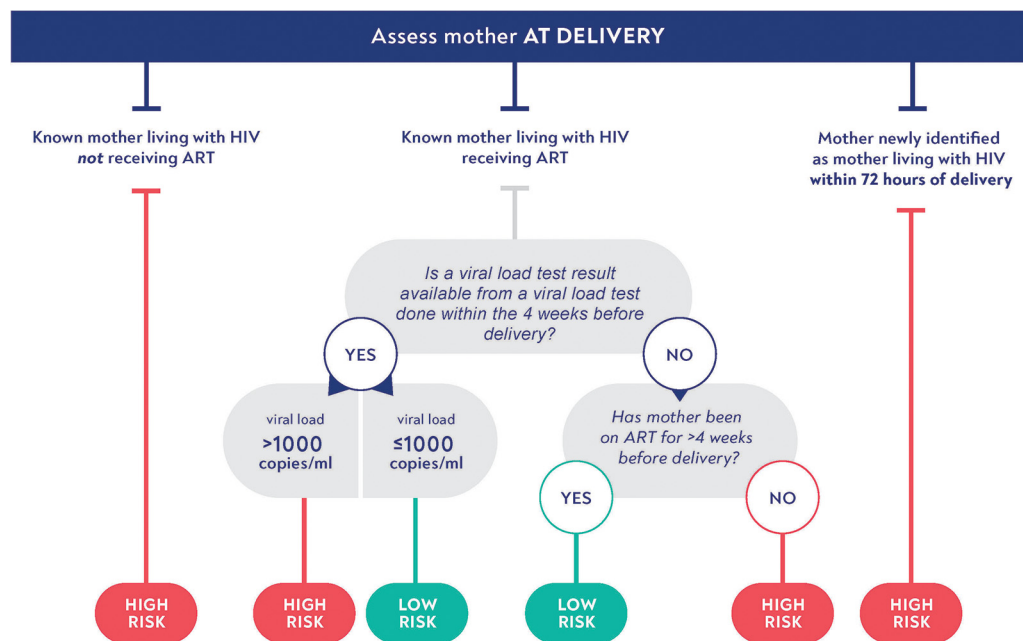 Assess mother AT DELIVERY
Known mother living with HIV
not receiving ART
Known mother living with HIV
receiving ART
Mother newly identified
as mother living with HIV
within 72 hours of delivery
Is a viral load test result
available from a viral load test
done within the 4 weeks before
delivery?
YES
NO
viral load
>1000
copies/ml
viral load
≤1000
copies/ml
Has mother been
on ART for >4 weeks
before delivery?
YES
NO
HIGH
RISK
HIGH
RISK
LOW
RISK
LOW
RISK
HIGH
RISK
HIGH
RISK